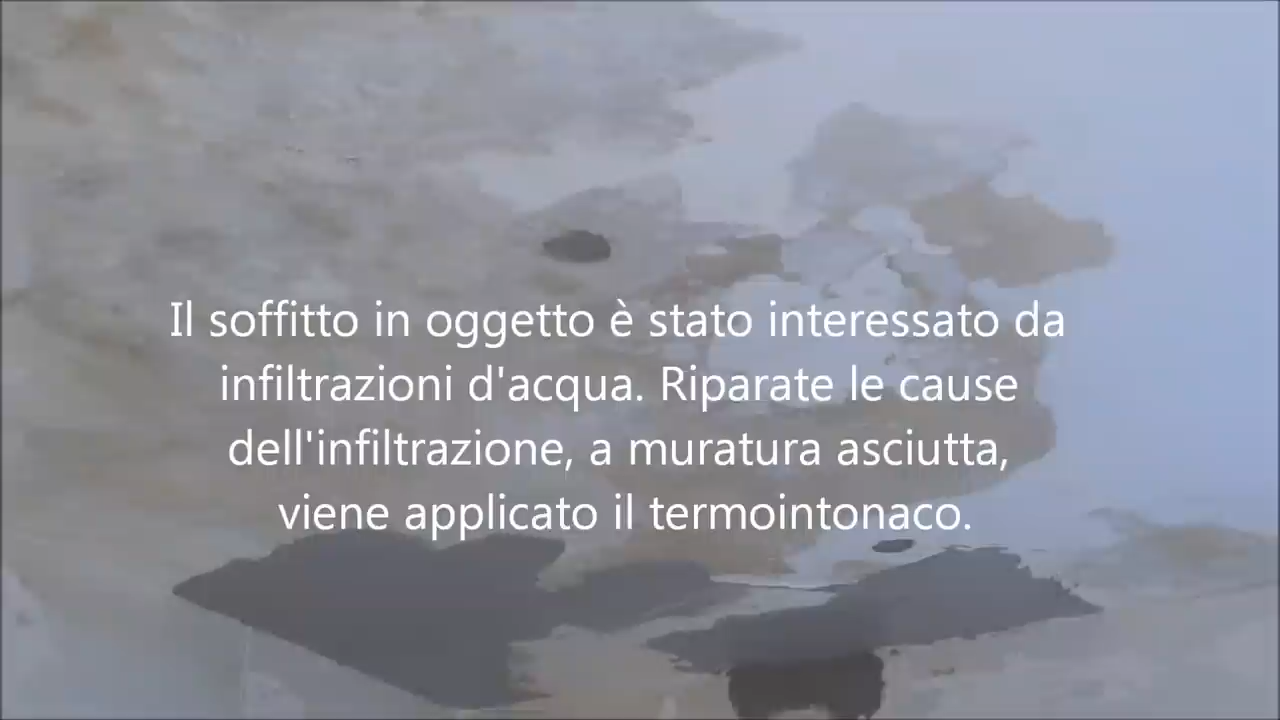 Il soffitto in oggetto è stato interessato da
infiltrazioni d'acqua. Riparate le cause
dell'infiltrazione, a muratura asciutta,
viene applicato il termointonaco.